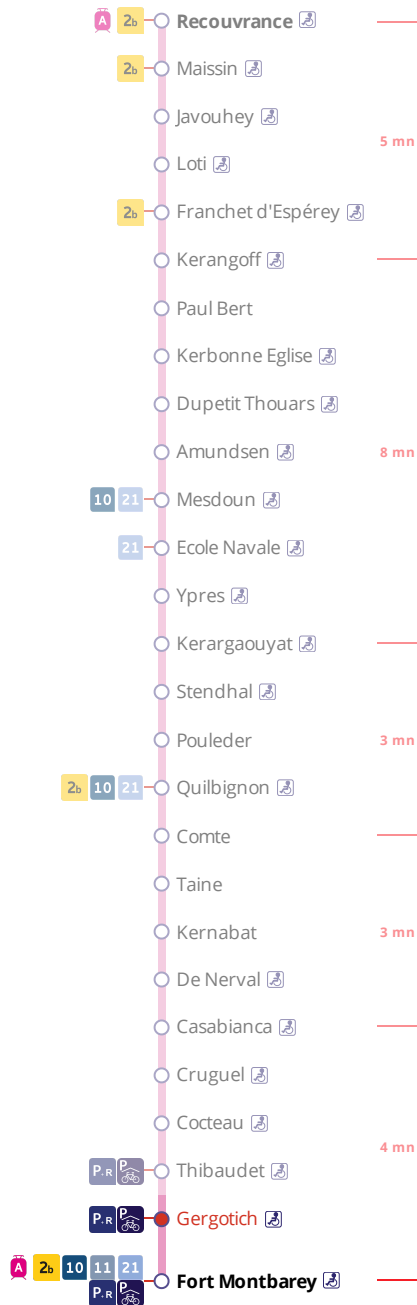 A 2b Recouvrance
2b Maissin
Javouhey
5 mn
Loti
2b Franchet d'Espérey
Kerangoff
Paul Bert
Kerbonne Eglise
Dupetit Thouars
Amundsen
8 mn
10 21 Mesdoun
21 Ecole Navale
Ypres
Kerargaouyat
Stendhal
Pouleder
3 mn
2b 10 21 Quilbignon
Comte
Taine
Kernabat
3 mn
De Nerval
Casabianca
Cruguel
Cocteau
4 mn
P.R P Thibaudet
P.R P Gergotich
A 2b 10 11 21
P.R P Fort Montbarey